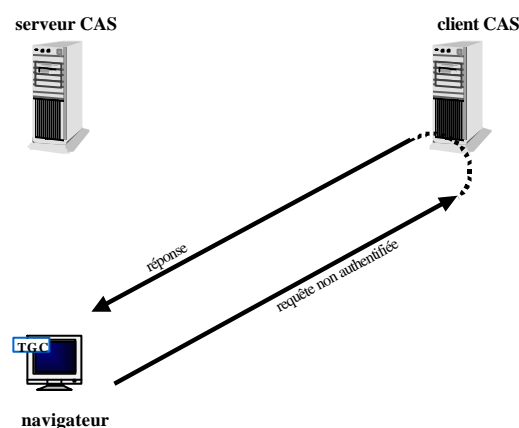 serveur CAS
client CAS
réponse
requête non authentifiée
TGC
navigateur